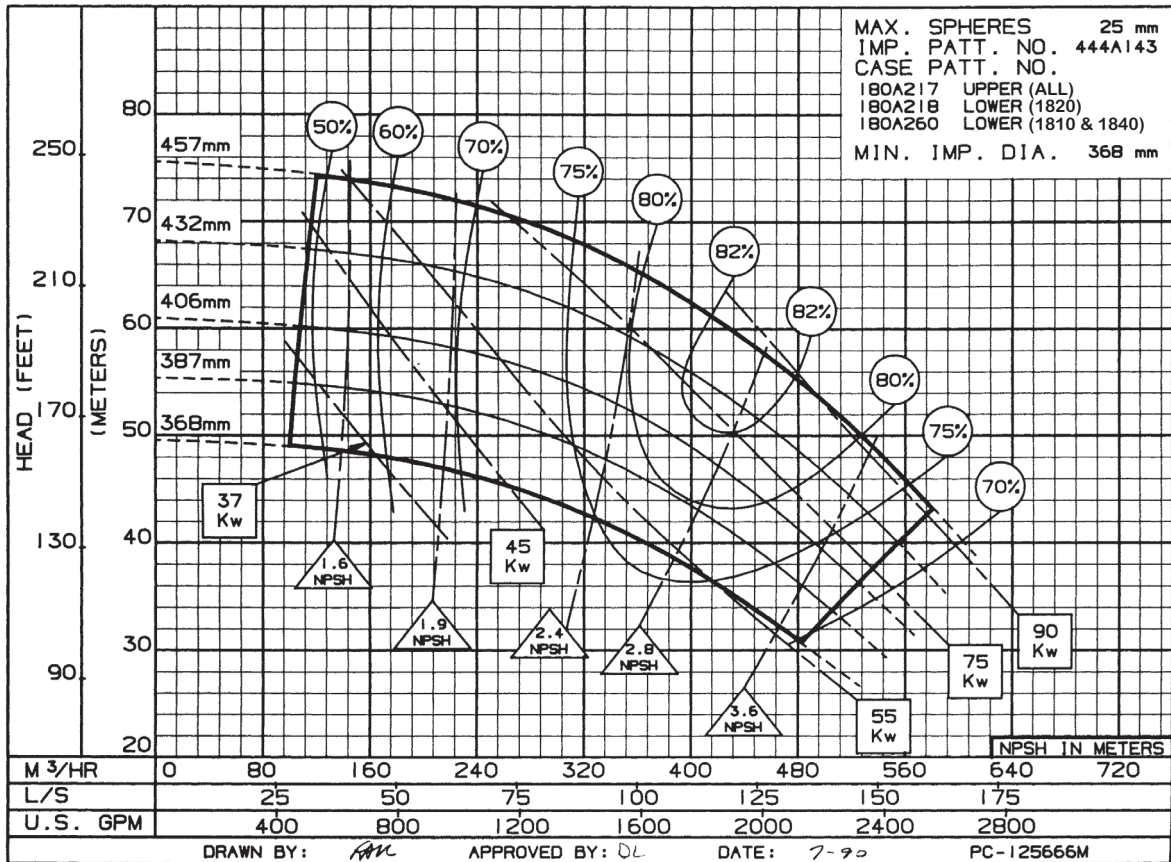 MAX. SPHERES 25 mm
IMP. PATT. NO. 444A143
CASE PATT. NO.
180A217 UPPER (ALL)
180A218 LOWER (1820)
180A260 LOWER (1810 & 1840)
MIN. IMP. DIA. 368 mm
HEAD (FEET)
(METERS)
250
210
170
130
90
80
70
60
50
40
30
20
457mm
432mm
406mm
387mm
368mm
50%
60%
70%
75%
80%
82%
82%
80%
75%
70%
37
Kw
45
Kw
55
Kw
75
Kw
90
Kw
1.6
NPSH
1.9
NPSH
2.4
NPSH
2.8
NPSH
3.6
NPSH
NPSH IN METERS
M³/HR 0 80 160 240 320 400 480 560 640 720
L/S 25 50 75 100 125 150 175
U.S. GPM 400 800 1200 1600 2000 2400 2800
DRAWN BY: APPROVED BY: DL DATE: 7-90 PC-125666M